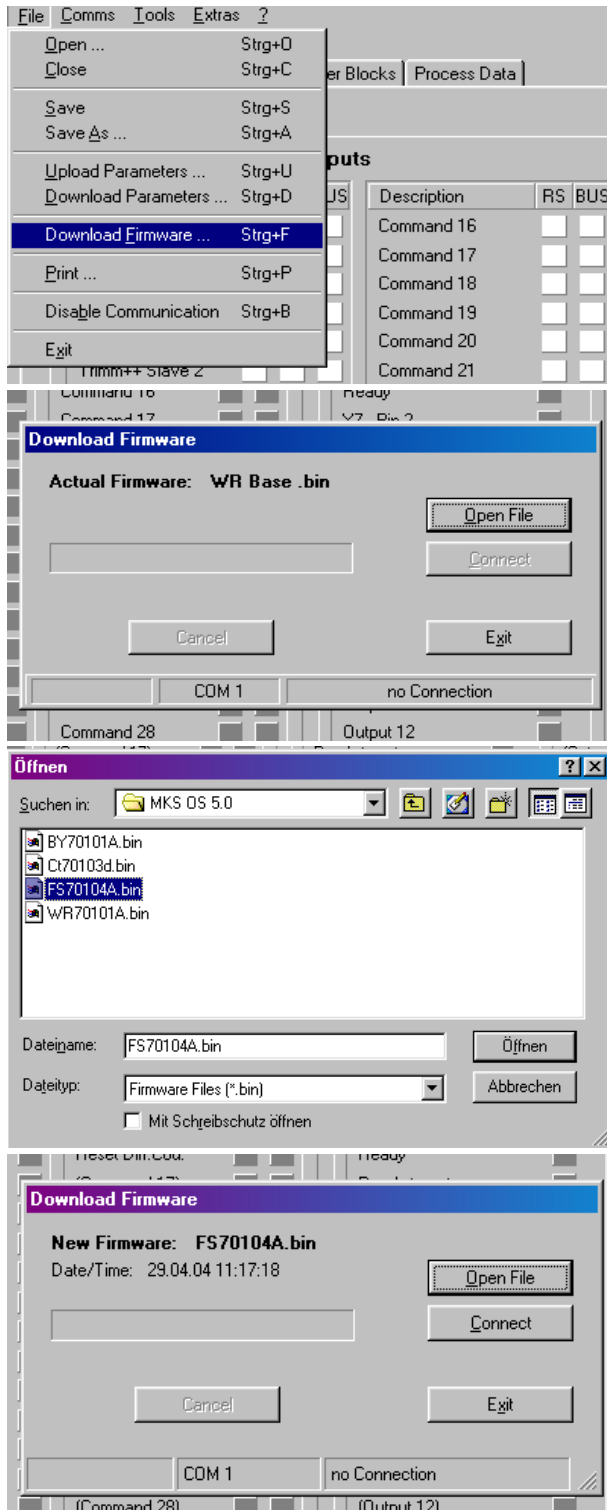 File Comms Tools Extras ?
Open ... Strg+O
Close Strg+C
er Blocks Process Data
Save Strg+S
Save As ... Strg+A
puts
Upload Parameters ... Strg+U
Download Parameters ... Strg+D
US Description RS BUS
Command 16
Download Firmware ... Strg+F
Command 17
Print ... Strg+P
Command 18
Disable Communication Strg+B
Command 19
Command 20
Exit
Trimm++ Slave 2
Command 21
Command 16 Ready
Command 17
Download Firmware
Actual Firmware: WR Base .bin
Open File
Connect
Cancel Exit
COM 1 no Connection
Command 28 Output 12
Öffnen
Suchen in: MKS OS 5.0
BY70101A.bin
Ct70103d.bin
FS70104A.bin
WR70101A.bin
Dateiname: FS70104A.bin Öffnen
Dateityp: Firmware Files (*.bin) Abbrechen
Mit Schreibschutz öffnen
Ready
Download Firmware
New Firmware: FS70104A.bin
Date/Time: 29.04.04 11:17:18
Open File
Connect
Cancel Exit
COM 1 no Connection
(Command 28) (Output 12)